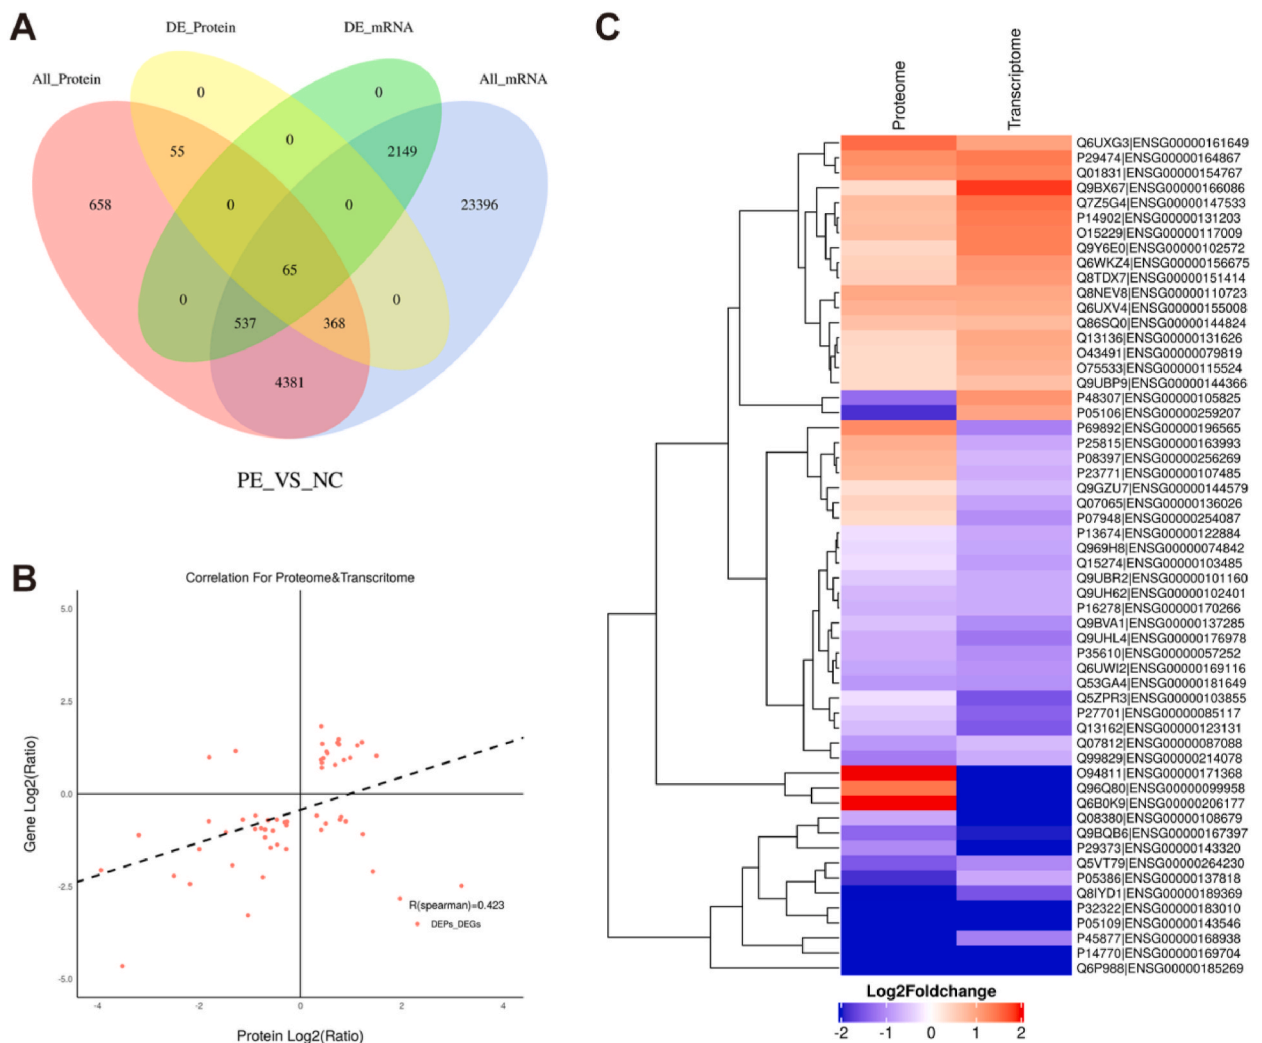 A
DE_Protein
DE_mRNA
All_Protein
All_mRNA
0
0
0
55
2149
658
0
0
23396
65
0
0
537
368
4381
PE_VS_NC
B
Correlation For Proteome&Transcritome
Gene Log2(Ratio)
5.0
2.5
0.0
-2.5
-5.0
R(spearman)=0.423
DEPs_DEGs
-4
-2
0
2
4
Protein Log2(Ratio)
C
Proteome
Transcriptome
Q6UXG3|ENSG00000161649
P29474|ENSG00000164867
Q01831|ENSG00000154767
Q9BX67|ENSG00000166086
Q7Z5G4|ENSG00000147533
P14902|ENSG00000131203
O15229|ENSG00000117009
Q9Y6E0|ENSG00000102572
Q6WKZ4|ENSG00000156675
Q8TDX7|ENSG00000151414
Q8NEV8|ENSG00000110723
Q6UXV4|ENSG00000155008
Q86SQ0|ENSG00000144824
Q13136|ENSG00000131626
O43491|ENSG00000079819
O75533|ENSG00000115524
Q9UBP9|ENSG00000144366
P48307|ENSG00000105825
P05106|ENSG00000259207
P69892|ENSG00000196565
P25815|ENSG00000163993
P08397|ENSG00000256269
P23771|ENSG00000107485
Q9GZU7|ENSG00000144579
Q07065|ENSG00000136026
P07948|ENSG00000254087
P13674|ENSG00000122884
Q969H8|ENSG00000074842
Q15274|ENSG00000103485
Q9UBR2|ENSG00000101160
Q9UH62|ENSG00000102401
P16278|ENSG00000170266
Q9BVA1|ENSG00000137285
Q9UHL4|ENSG00000176978
P35610|ENSG00000057252
Q6UWI2|ENSG00000169116
Q53GA4|ENSG00000181649
Q5ZPR3|ENSG00000103855
P27701|ENSG00000085117
Q13162|ENSG00000123131
Q07812|ENSG00000087088
Q99829|ENSG00000214078
O94811|ENSG00000171368
Q96Q80|ENSG00000099958
Q6B0K9|ENSG00000206177
Q08380|ENSG00000108679
Q9BQB6|ENSG00000167397
P29373|ENSG00000143320
Q5VT79|ENSG00000264230
P05386|ENSG00000137818
Q8IYD1|ENSG00000189369
P32322|ENSG00000183010
P05109|ENSG00000143546
P45877|ENSG00000168938
P14770|ENSG00000169704
Q6P988|ENSG00000185269
Log2Foldchange
-2
-1
0
1
2